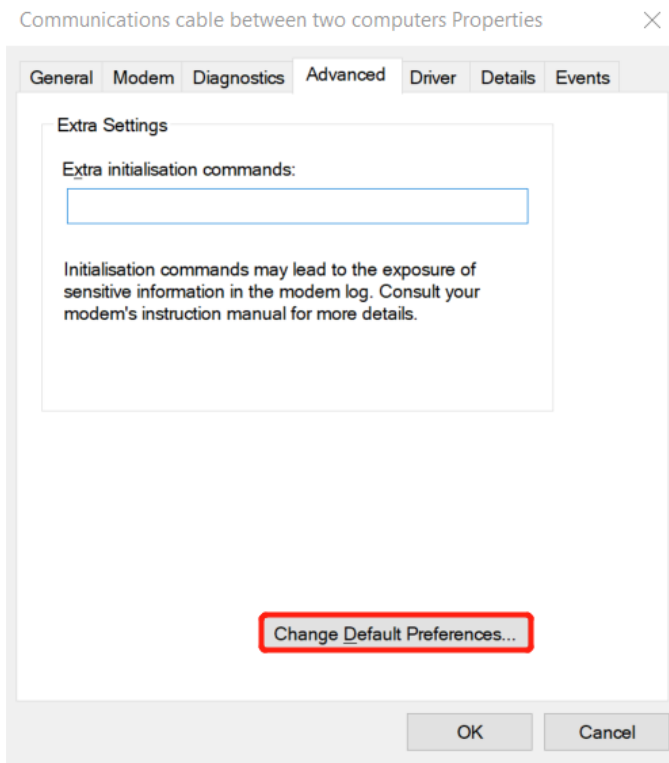 Communications cable between two computers Properties
General Modem Diagnostics Advanced Driver Details Events
Extra Settings
Extra initialisation commands:
Initialisation commands may lead to the exposure of
sensitive information in the modem log. Consult your
modem's instruction manual for more details.
Change Default Preferences...
OK Cancel